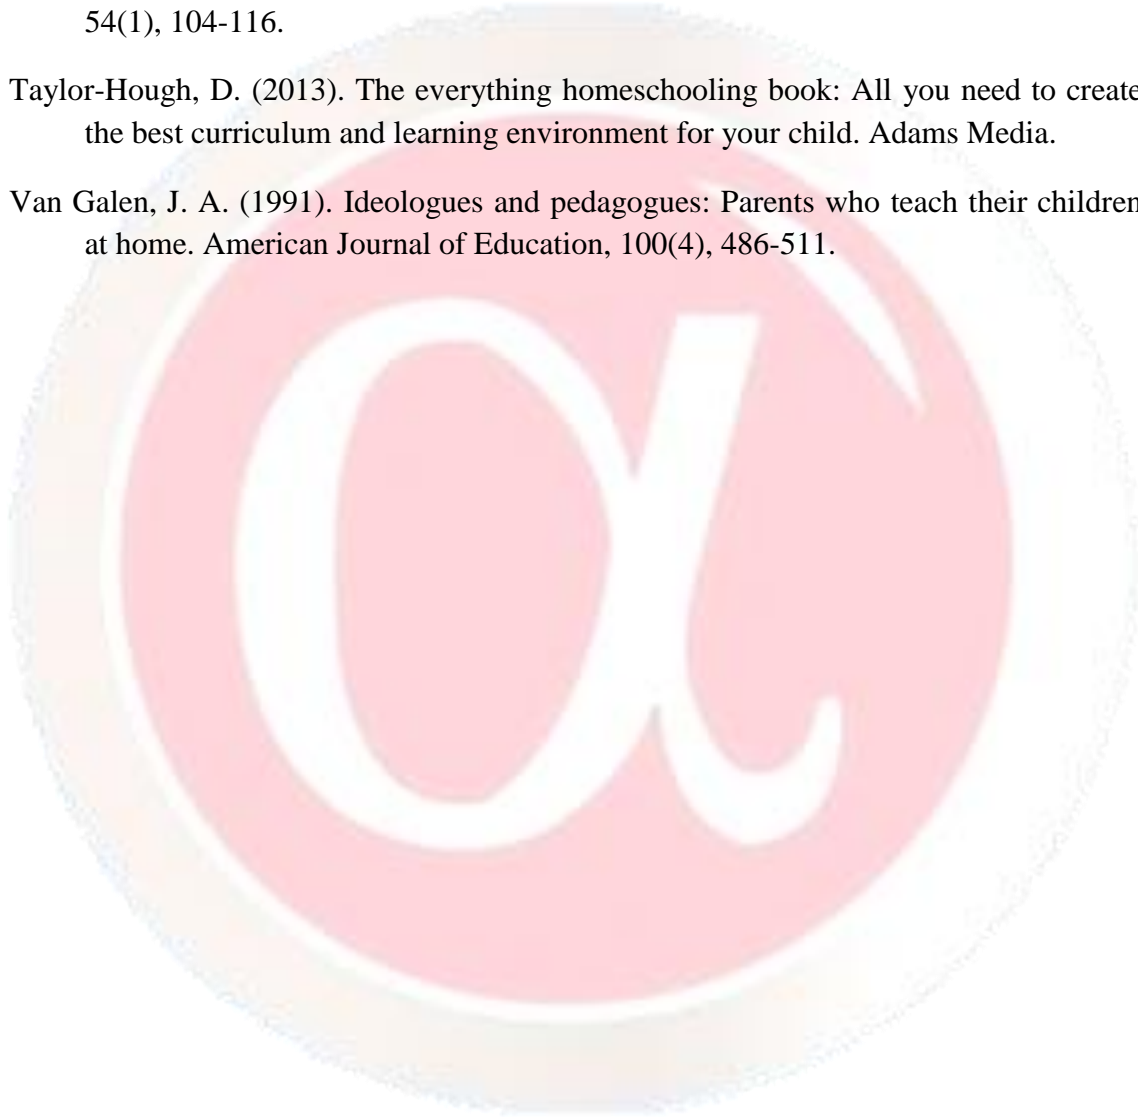 54(1), 104-116.
Taylor-Hough, D. (2013). The everything homeschooling book: All you need to create
the best curriculum and learning environment for your child. Adams Media.
Van Galen, J. A. (1991). Ideologues and pedagogues: Parents who teach their children
at home. American Journal of Education, 100(4), 486-511.
α